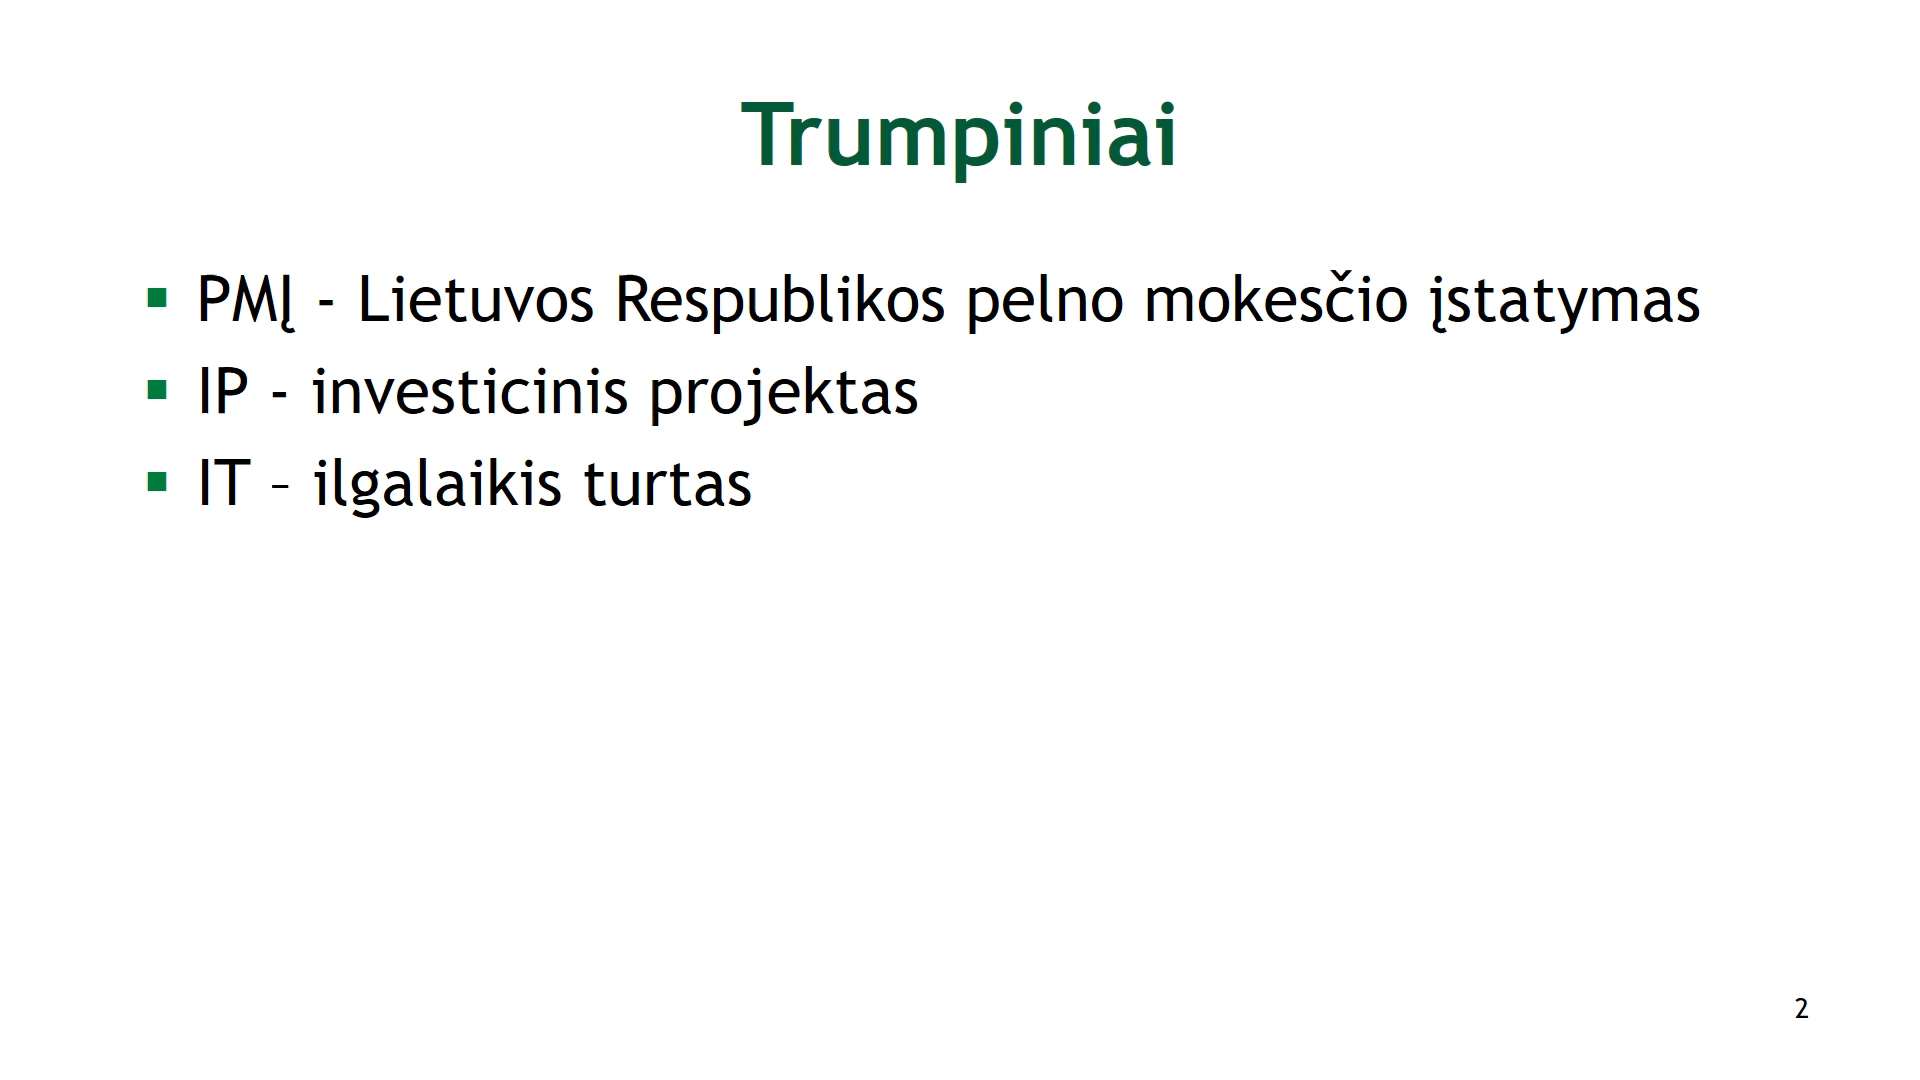 Trumpiniai
▪ PMĮ - Lietuvos Respublikos pelno mokesčio įstatymas
▪ IP - investicinis projektas
▪ IT – ilgalaikis turtas
2